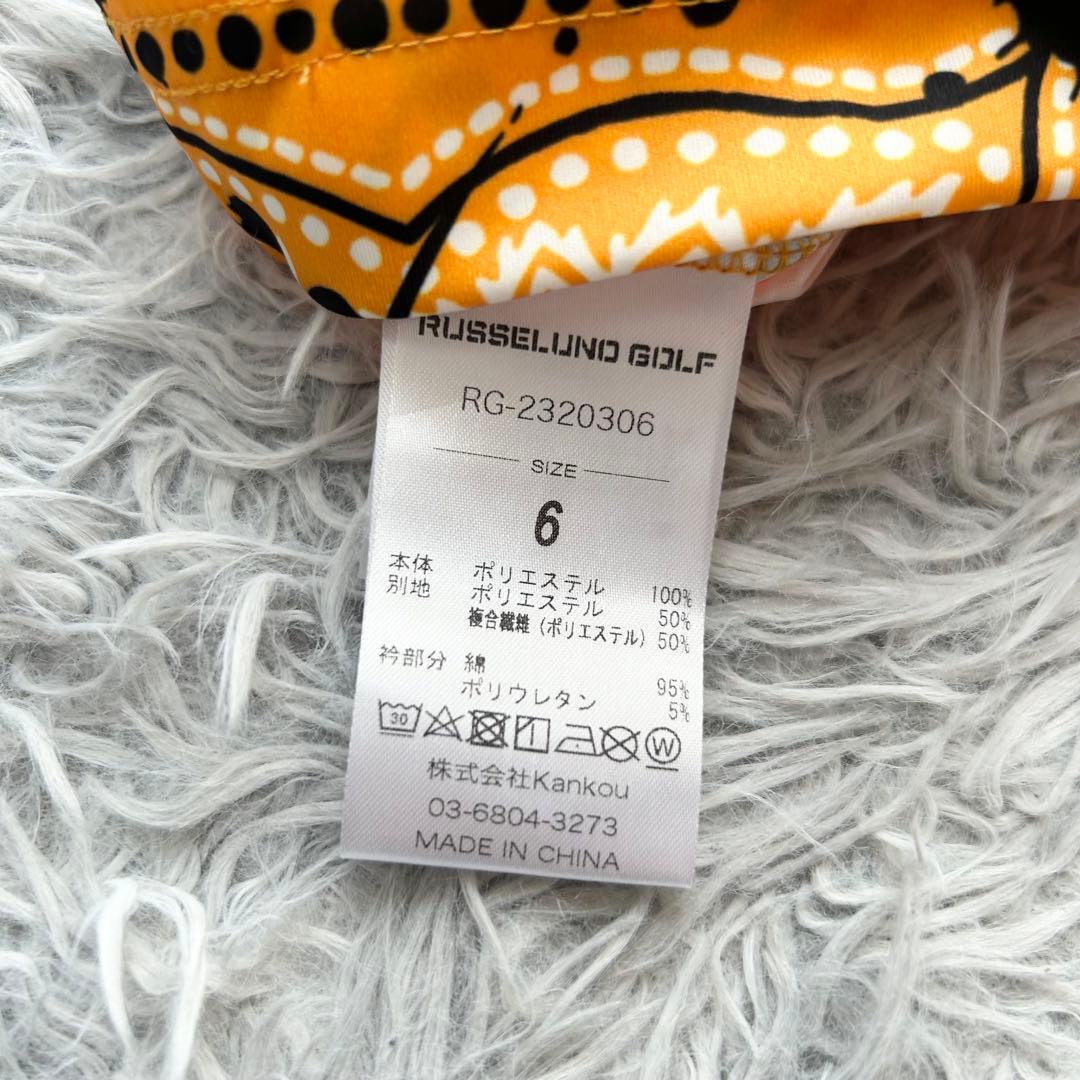 RUSSELUNO GOLF
RG-2320306
SIZE
6
本体 ポリエステル 100%
別地 ポリエステル 50%
複合繊維(ポリエステル) 50%
衿部分 綿 95%
ポリウレタン 5%
30
W
株式会社Kankou
03-6804-3273
MADE IN CHINA